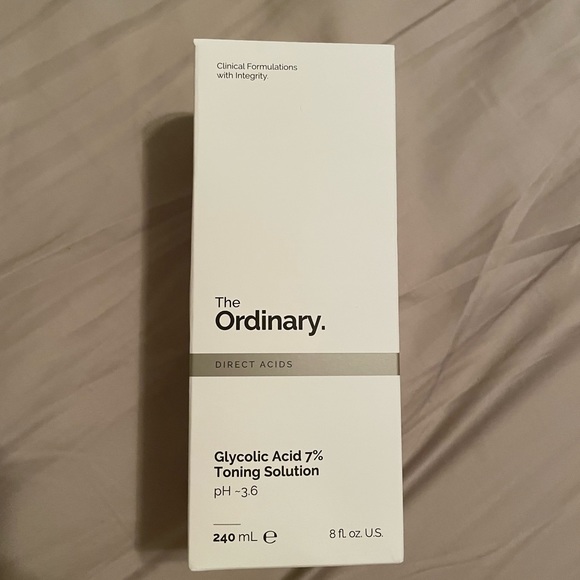 Clinical Formulations
with Integrity.
The
Ordinary.
DIRECT ACIDS
Glycolic Acid 7%
Toning Solution
pH ~3.6
240 mL ℮
8 fl. oz. U.S.